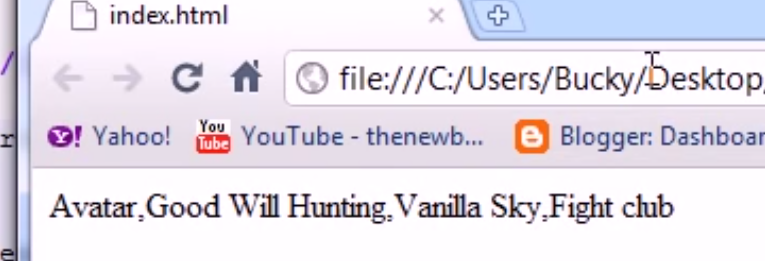 index.html
file:///C:/Users/Bucky/Desktop/
Yahoo! You Tube YouTube - thenewb... Blogger: Dashboar
r
Avatar,Good Will Hunting,Vanilla Sky,Fight club
e